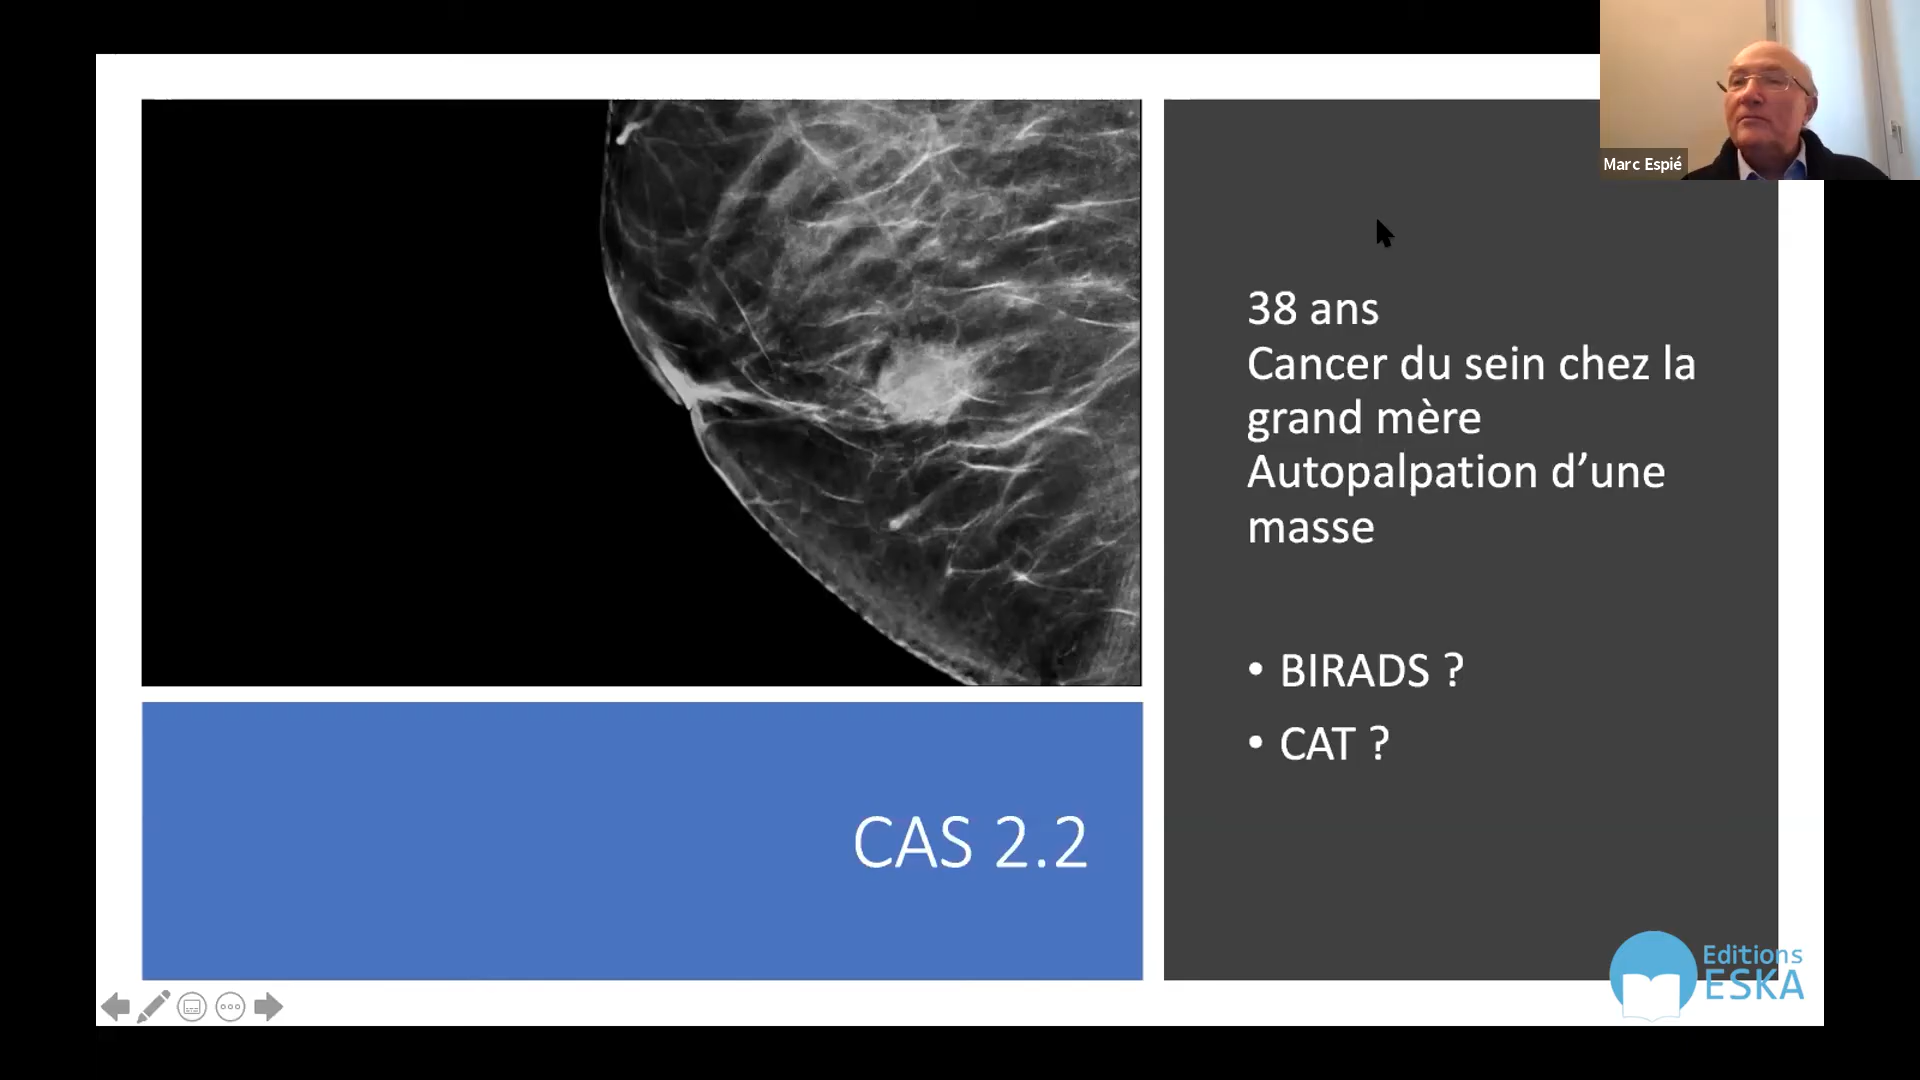 Marc Espié
38 ans
Cancer du sein chez la
grand mère
Autopalpation d’une
masse
• BIRADS ?
• CAT ?
CAS 2.2
Editions
ESKA